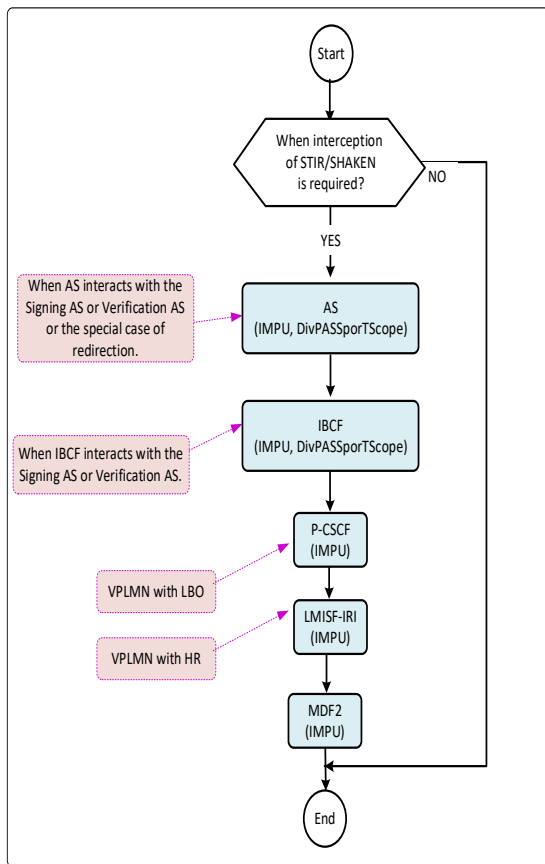 Start
When interception
of STIR/SHAKEN
is required?
NO
YES
When AS interacts with the
Signing AS or Verification AS
or the special case of
redirection.
AS
(IMPU, DivPASSporTScope)
IBCF
(IMPU, DivPASSporTScope)
When IBCF interacts with the
Signing AS or Verification AS.
P-CSCF
(IMPU)
VPLMN with LBO
LMISF-IRI
(IMPU)
VPLMN with HR
MDF2
(IMPU)
End